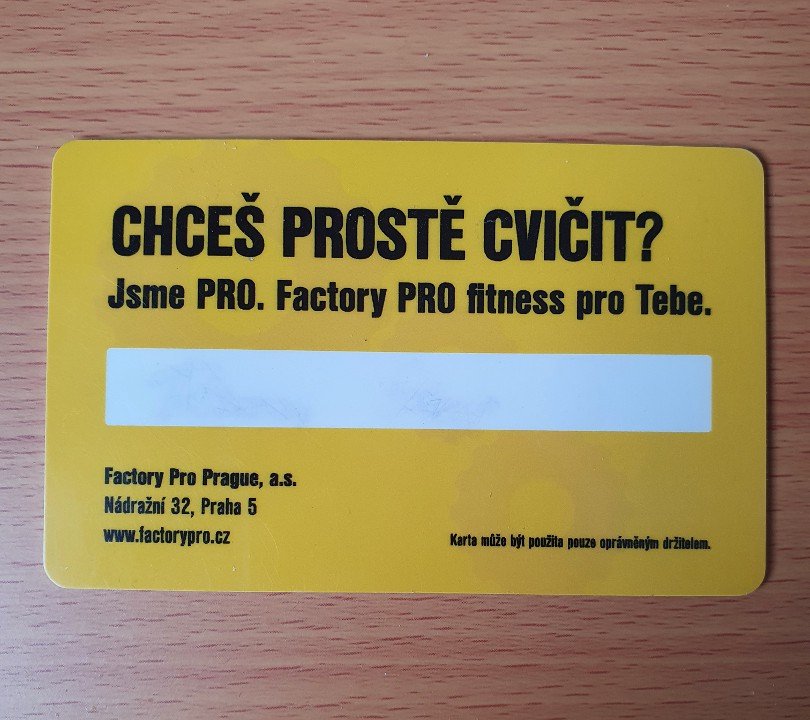 CHCEŠ PROSTĚ CVIČIT?
Jsme PRO. Factory PRO fitness pro Tebe.
Factory Pro Prague, a.s.
Nádražní 32, Praha 5
www.factorypro.cz
Karta může být použita pouze oprávněným držitelem.